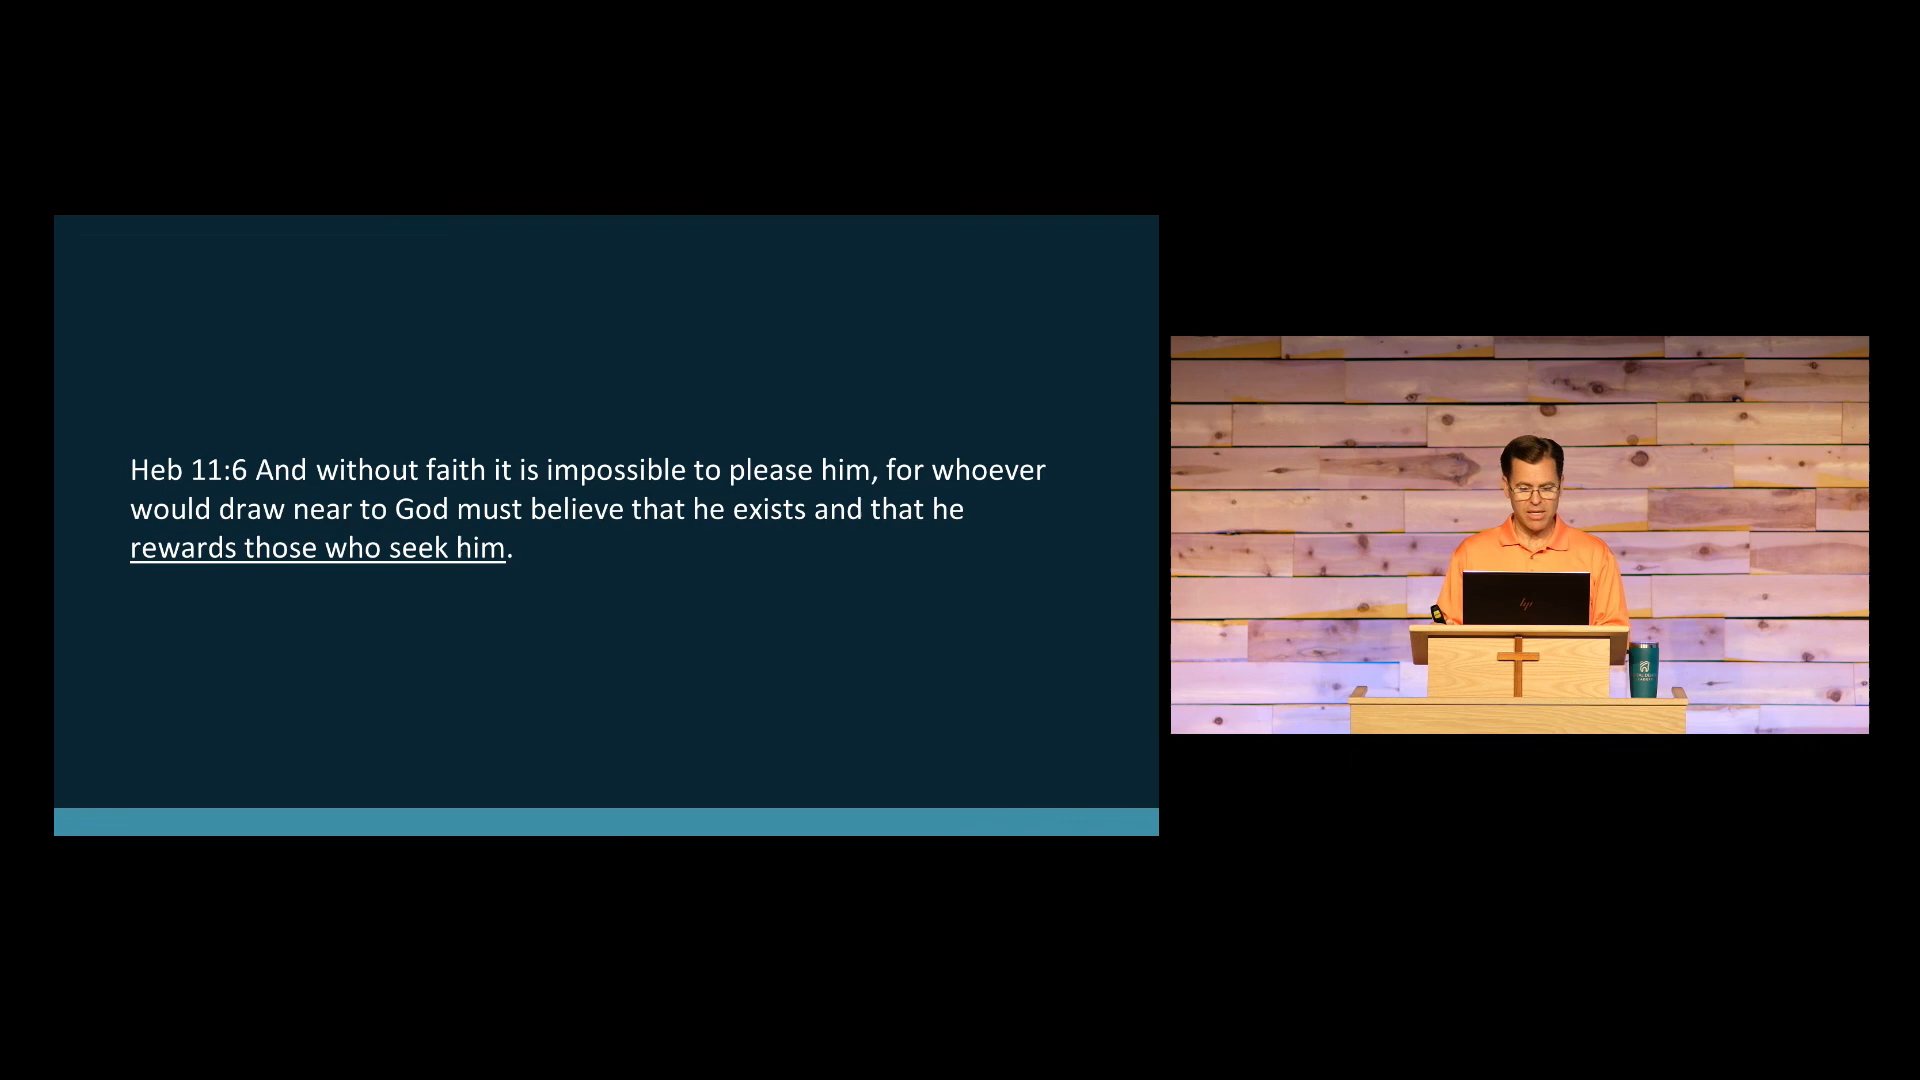 Heb 11:6 And without faith it is impossible to please him, for whoever
would draw near to God must believe that he exists and that he
rewards those who seek him.
hp